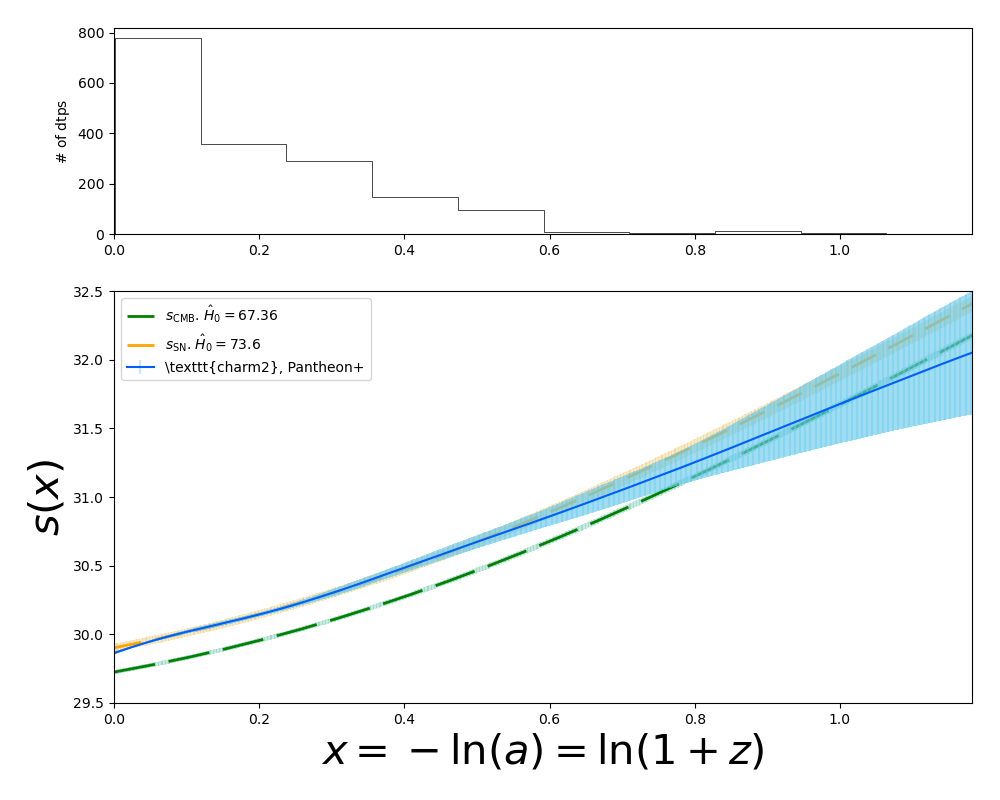 800
600
400
200
0
# of dtps
0.0 0.2 0.4 0.6 0.8 1.0
32.5
32.0
31.5
31.0
30.5
30.0
29.5
s(x)
s_CMB. Ĥ₀ = 67.36
s_SN. Ĥ₀ = 73.6
\texttt{charm2}, Pantheon+
0.0 0.2 0.4 0.6 0.8 1.0
x = −ln(a) = ln(1 + z)